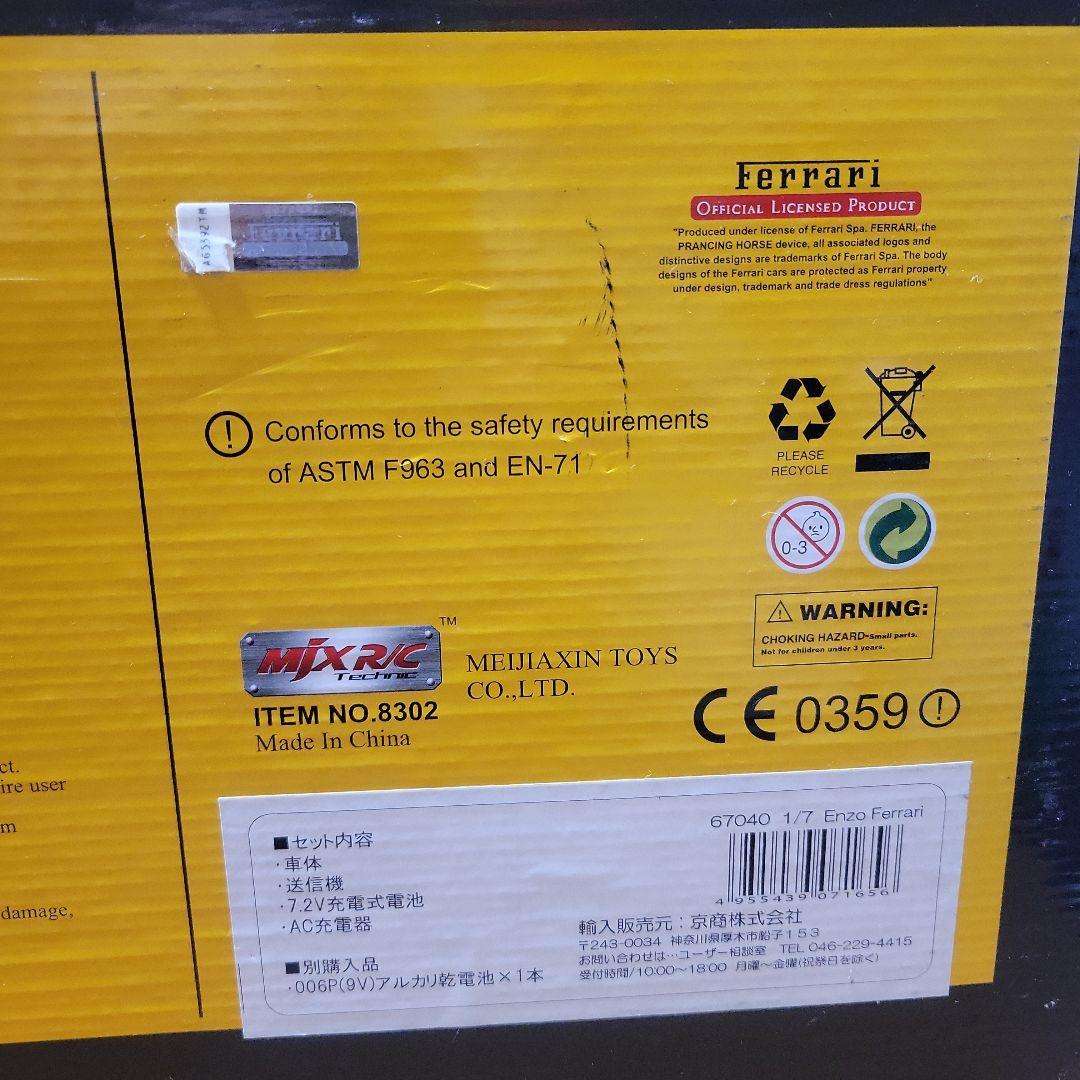 Ferrari
OFFICIAL LICENSED PRODUCT
"Produced under license of Ferrari Spa. FERRARI, the
PRANCING HORSE device, all associated logos and
distinctive designs are trademarks of Ferrari Spa. The body
designs of the Ferrari cars are protected as Ferrari property
under design, trademark and trade dress regulations"
Ferrari
Conforms to the safety requirements
of ASTM F963 and EN-71
PLEASE
RECYCLE
0-3
WARNING:
CHOKING HAZARD-Small parts.
Not for children under 3 years.
MJX R/C TM
Technic
MEIJIAXIN TOYS
CO.,LTD.
ITEM NO.8302
Made In China
CE 0359
ct.
ire user
m
damage,
■セット内容
・車体
・送信機
・7.2V充電式電池
・AC充電器
■別購入品
・006P(9V)アルカリ乾電池×1本
67040 1/7 Enzo Ferrari
4 955439 071656
輸入販売元：京商株式会社
〒243-0034 神奈川県厚木市船子153
お問い合わせは…ユーザー相談室 TEL 046-229-4415
受付時間/10:00～18:00 月曜～金曜(祝祭日を除く)